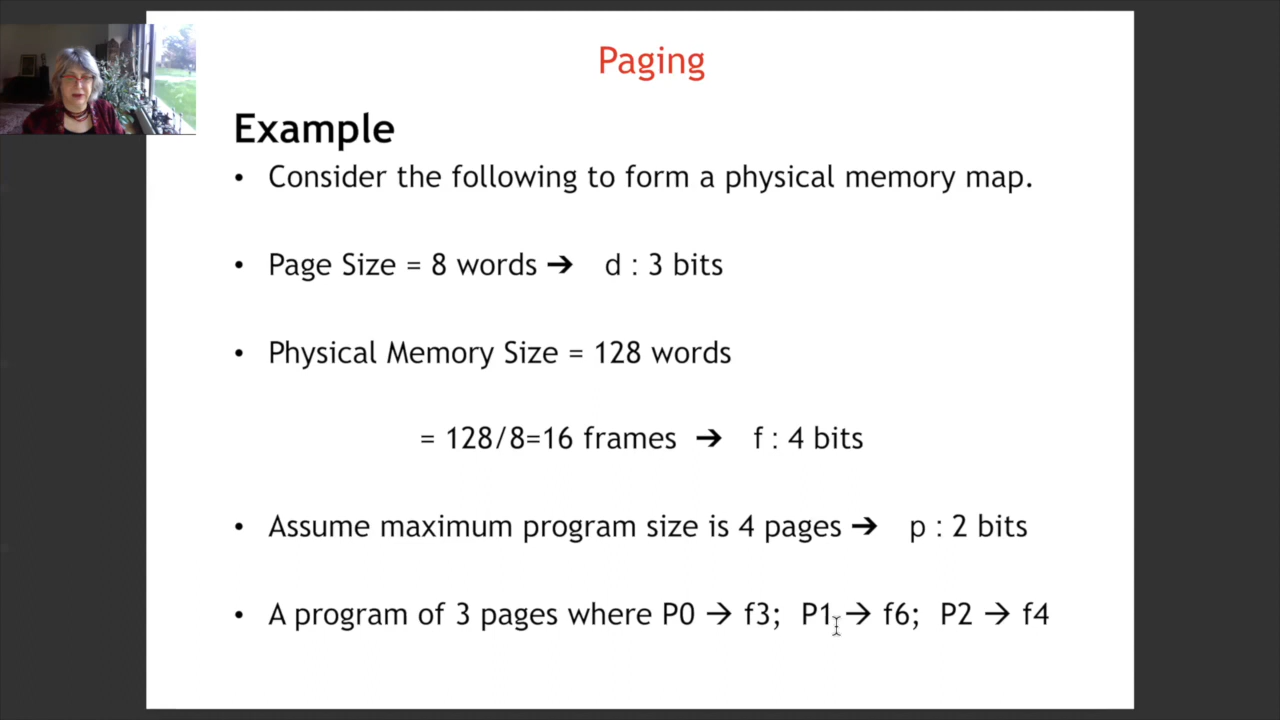 Paging
Example
• Consider the following to form a physical memory map.
• Page Size = 8 words ➔ d : 3 bits
• Physical Memory Size = 128 words
= 128/8=16 frames ➔ f : 4 bits
• Assume maximum program size is 4 pages ➔ p : 2 bits
• A program of 3 pages where P0 → f3; P1 → f6; P2 → f4